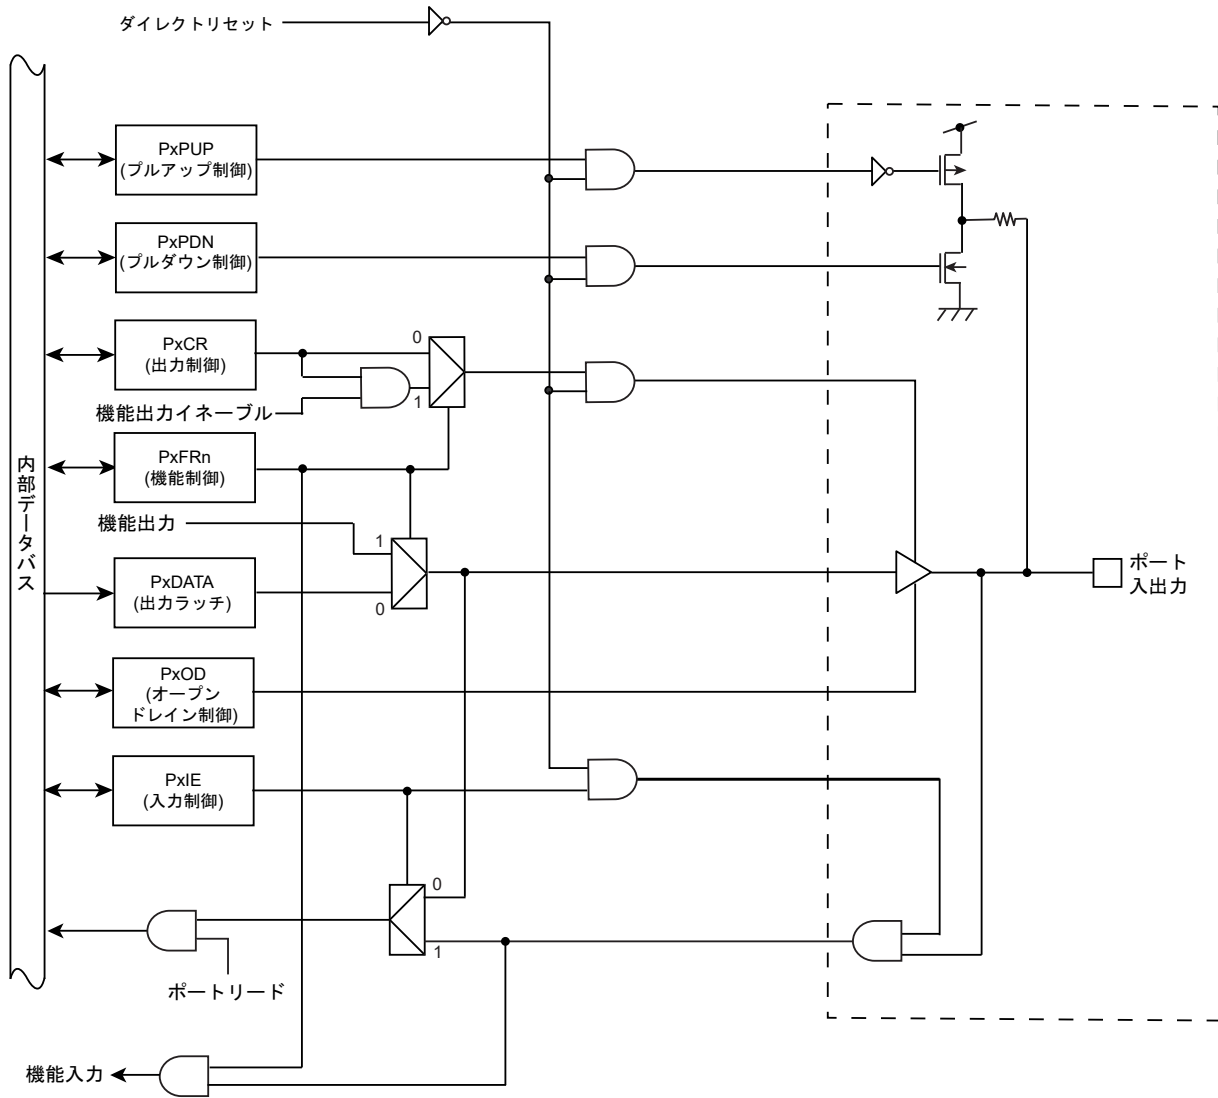 ダイレクトリセット
PxPUP
(プルアップ制御)
PxPDN
(プルダウン制御)
PxCR
(出力制御)
0
1
機能出力イネーブル
PxFRn
(機能制御)
内部データバス
機能出力
1
0
PxDATA
(出力ラッチ)
ポート
入出力
PxOD
(オープン
ドレイン制御)
PxIE
(入力制御)
0
1
ポートリード
機能入力